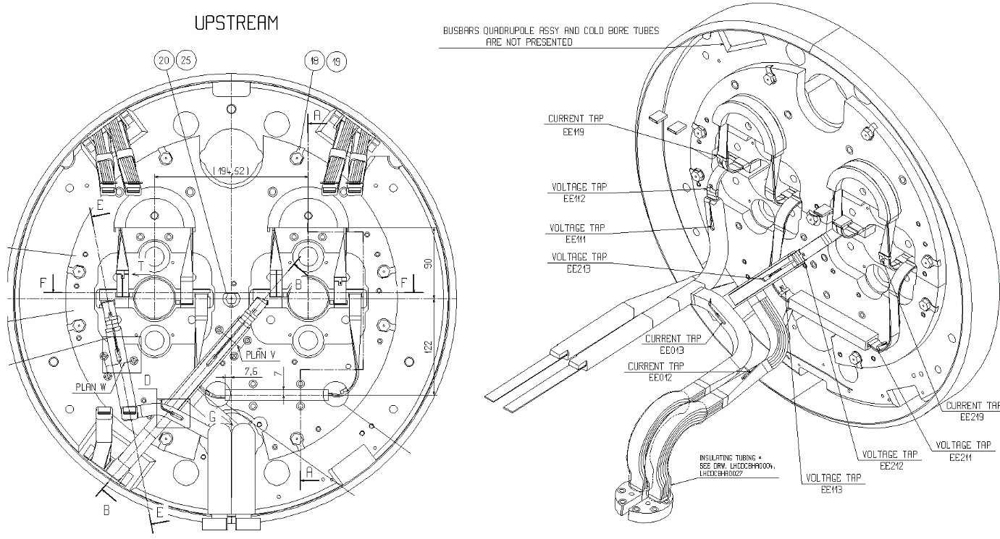 UPSTREAM
20 25 18 19
A
(194,52)
E
T
F
B
F
90
122
PLAN V
7,6
7
PLAN W
D
G
A
B
E
BUSBARS QUADRUPOLE ASSY AND COLD BORE TUBES
ARE NOT PRESENTED
CURRENT TAP
EE119
VOLTAGE TAP
EE112
VOLTAGE TAP
EE111
VOLTAGE TAP
EE213
CURRENT TAP
EE013
CURRENT TAP
EE012
CURRENT TAP
EE219
VOLTAGE TAP
EE211
VOLTAGE TAP
EE212
VOLTAGE TAP
EE113
INSULATING TUBING *
SEE DRW. LHCDCBHA0004,
LHCDCBHA0027